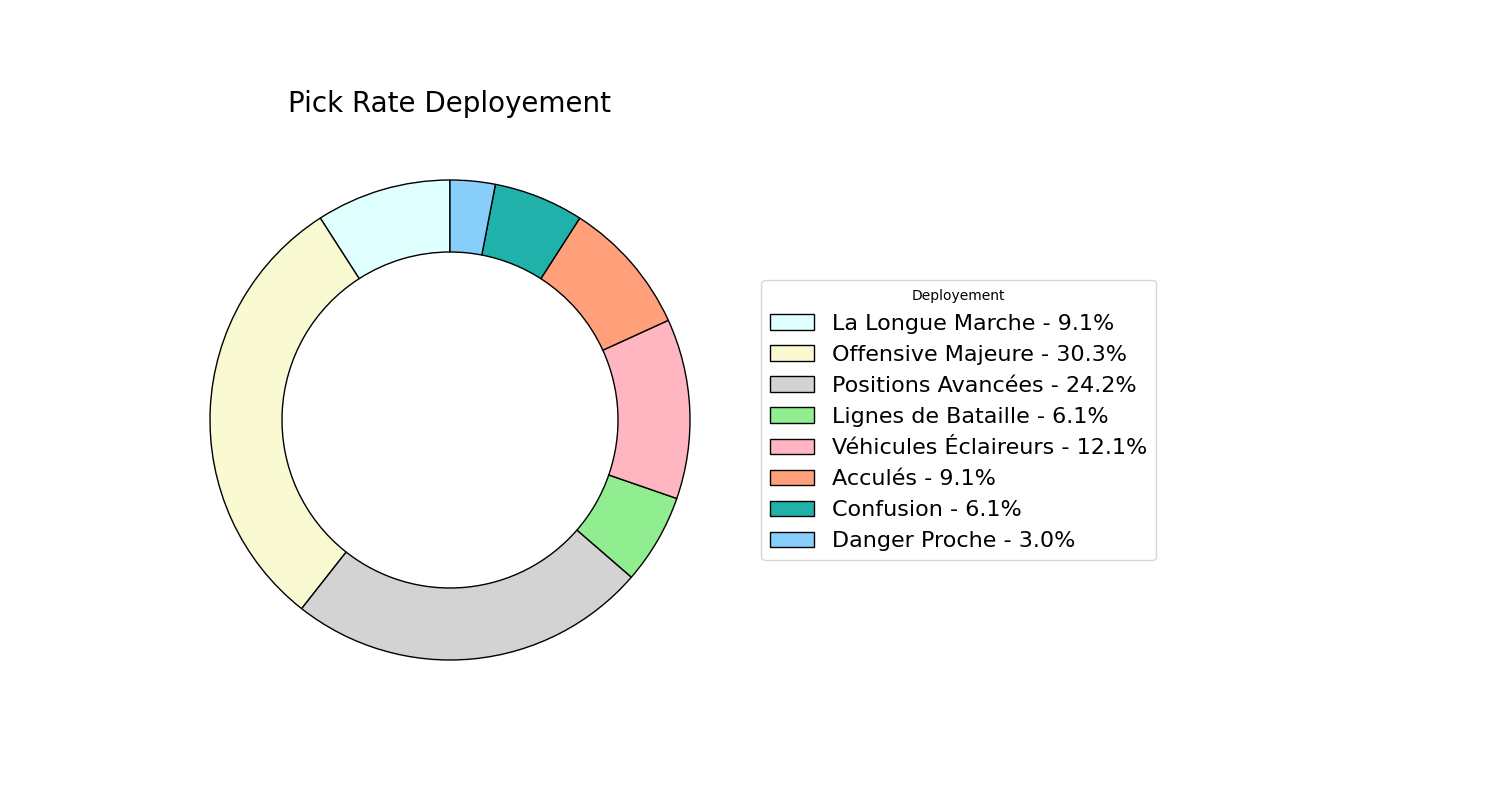 Pick Rate Deployement
Deployement
La Longue Marche - 9.1%
Offensive Majeure - 30.3%
Positions Avancées - 24.2%
Lignes de Bataille - 6.1%
Véhicules Éclaireurs - 12.1%
Acculés - 9.1%
Confusion - 6.1%
Danger Proche - 3.0%